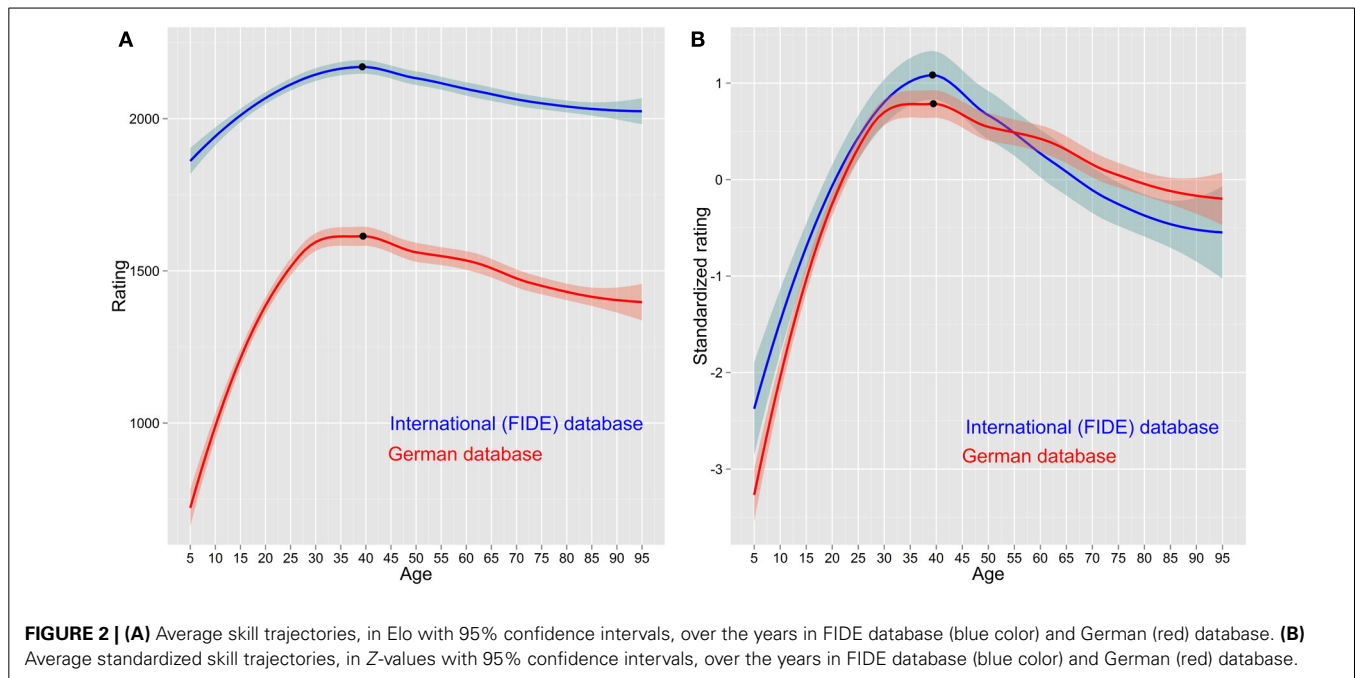 A
2000
1500
1000
Rating
International (FIDE) database
German database
5 10 15 20 25 30 35 40 45 50 55 60 65 70 75 80 85 90 95
Age
B
1
0
-1
-2
-3
Standardized rating
International (FIDE) database
German database
5 10 15 20 25 30 35 40 45 50 55 60 65 70 75 80 85 90 95
Age
FIGURE 2 | (A) Average skill trajectories, in Elo with 95% confidence intervals, over the years in FIDE database (blue color) and German (red) database. (B)
Average standardized skill trajectories, in Z-values with 95% confidence intervals, over the years in FIDE database (blue color) and German (red) database.